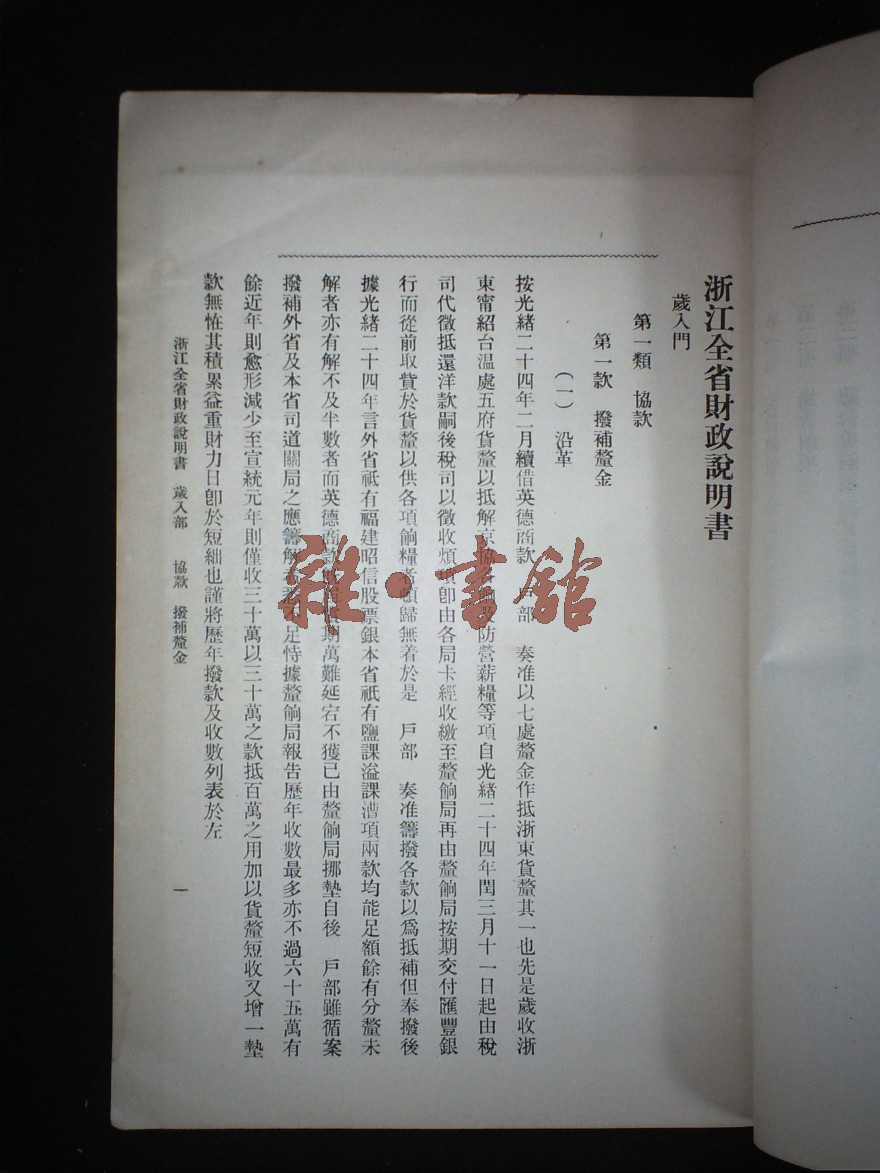 浙江全省財政說明書
歲入門
第一類 協款
第一款 撥補釐金
（一） 沿革
按光緒二十四年二月續借英德商款 戶部 奏准以七處釐金作抵浙東貨釐其一也先是歲收浙
東甯紹台温處五府貨釐以抵解京協各餉及防營薪糧等項自光緒二十四年閏三月十一日起由稅
司代徵抵還洋款嗣後稅司以徵收煩瑣卽由各局卡經收繳至釐餉局再由釐餉局按期交付匯豐銀
行而從前取貲於貨釐以供各項餉糧者頓歸無着於是 戶部 奏准籌撥各款以爲抵補但奉撥後
據光緒二十四年言外省祇有福建昭信股票銀本省祇有鹽課溢課漕項兩款均能足額餘有分釐未
解者亦有解不及半數者而英德商款 期萬難延宕不獲已由釐餉局挪墊自後 戶部雖循案
撥補外省及本省司道關局之應籌解者 不足恃據釐餉局報告歷年收數最多亦不過六十五萬有
餘近年則愈形減少至宣統元年則僅收三十萬以三十萬之款抵百萬之用加以貨釐短收又增一墊
款無怪其積累益重財力日卽於短絀也謹將歷年撥款及收數列表於左
浙江全省財政說明書 歲入部 協款 撥補釐金
一
雜·書館